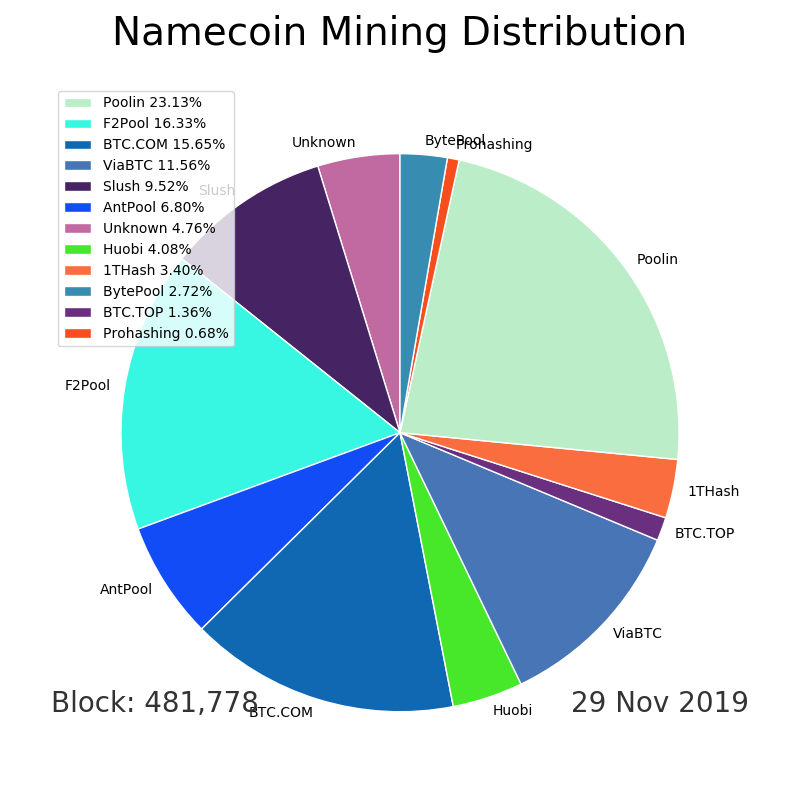 Namecoin Mining Distribution
Poolin 23.13%
F2Pool 16.33%
BTC.COM 15.65%
ViaBTC 11.56%
Slush 9.52%
AntPool 6.80%
Unknown 4.76%
Huobi 4.08%
1THash 3.40%
BytePool 2.72%
BTC.TOP 1.36%
Prohashing 0.68%
Unknown
BytePool
Prohashing
Slush
Poolin
F2Pool
1THash
BTC.TOP
AntPool
ViaBTC
Block: 481,778
29 Nov 2019
BTC.COM
Huobi